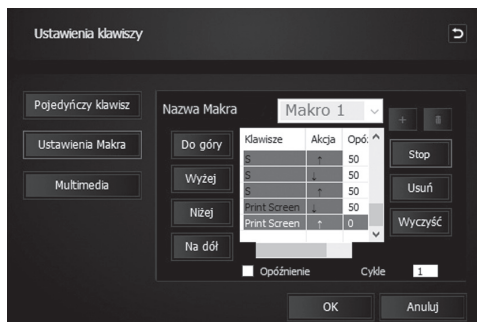 Ustawienia klawiszy
Pojedyńczy klawisz
Ustawienia Makra
Multimedia
Nazwa Makra
Makro 1
+
Do góry
Wyżej
Niżej
Na dół
Klawisze Akcja Opó:
S ↑ 50
S ↓ 50
S ↑ 50
Print Screen ↓ 50
Print Screen ↑ 0
Stop
Usuń
Wyczyść
Opóźnienie
Cykle 1
OK
Anuluj